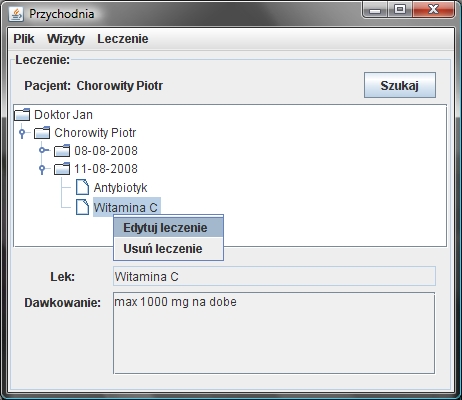 Przychodnia
Plik Wizyty Leczenie
Leczenie:
Pacjent: Chorowity Piotr
Szukaj
Doktor Jan
Chorowity Piotr
08-08-2008
11-08-2008
Antybiotyk
Witamina C
Edytuj leczenie
Usuń leczenie
Lek: Witamina C
Dawkowanie: max 1000 mg na dobe